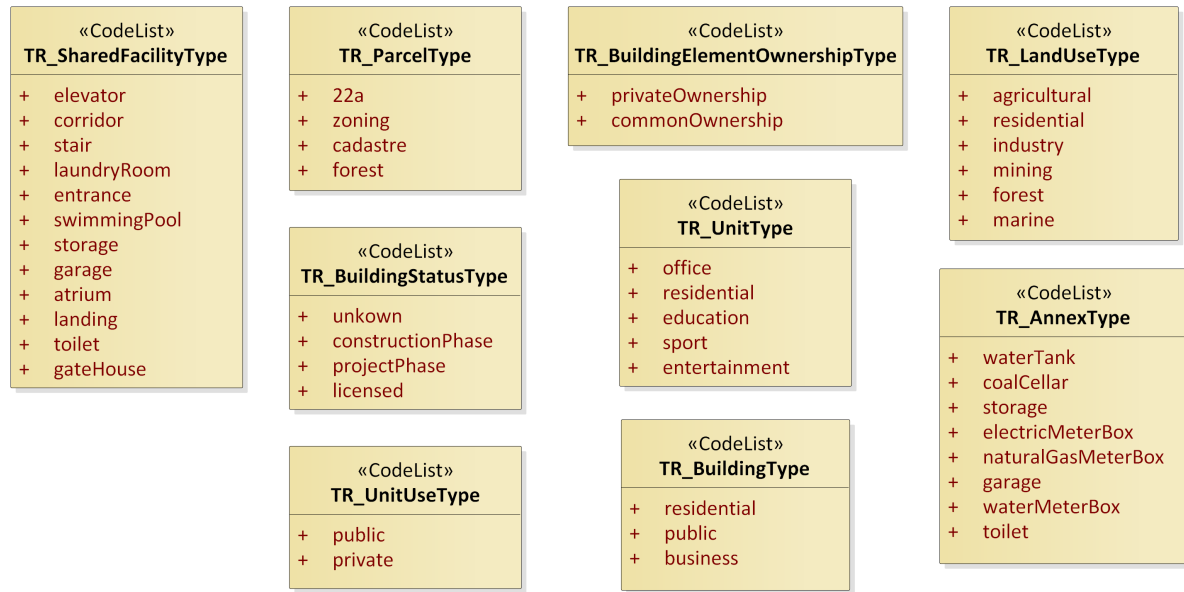 «CodeList»
TR_SharedFacilityType
+ elevator
+ corridor
+ stair
+ laundryRoom
+ entrance
+ swimmingPool
+ storage
+ garage
+ atrium
+ landing
+ toilet
+ gateHouse
«CodeList»
TR_ParcelType
+ 22a
+ zoning
+ cadastre
+ forest
«CodeList»
TR_BuildingStatusType
+ unkown
+ constructionPhase
+ projectPhase
+ licensed
«CodeList»
TR_UnitUseType
+ public
+ private
«CodeList»
TR_BuildingElementOwnershipType
+ privateOwnership
+ commonOwnership
«CodeList»
TR_UnitType
+ office
+ residential
+ education
+ sport
+ entertainment
«CodeList»
TR_BuildingType
+ residential
+ public
+ business
«CodeList»
TR_LandUseType
+ agricultural
+ residential
+ industry
+ mining
+ forest
+ marine
«CodeList»
TR_AnnexType
+ waterTank
+ coalCellar
+ storage
+ electricMeterBox
+ naturalGasMeterBox
+ garage
+ waterMeterBox
+ toilet